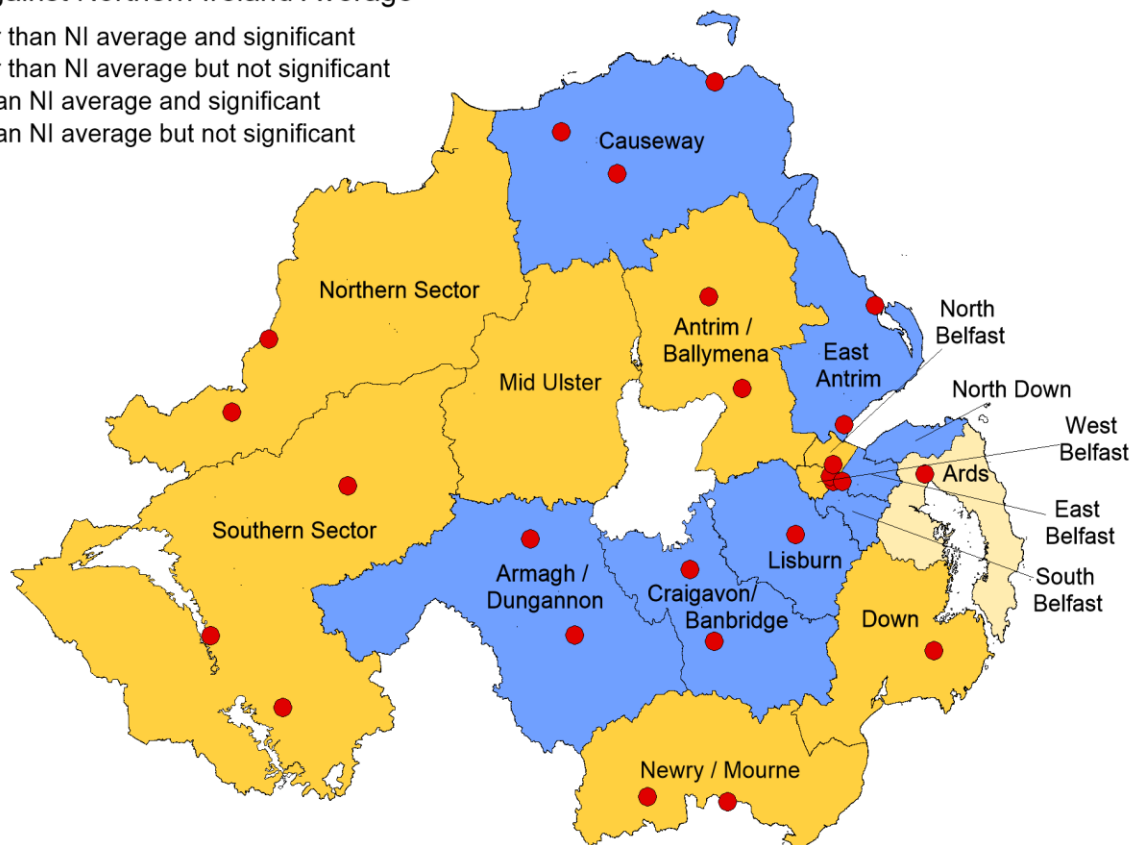 than NI average and significant
than NI average but not significant
NI average and significant
NI average but not significant
Causeway
Northern Sector
Antrim /
Ballymena
North
Belfast
East
Antrim
Mid Ulster
North Down
West
Belfast
Ards
Southern Sector
East
Belfast
Lisburn
Armagh /
Dungannon
Craigavon/
Banbridge
South
Belfast
Down
Newry / Mourne